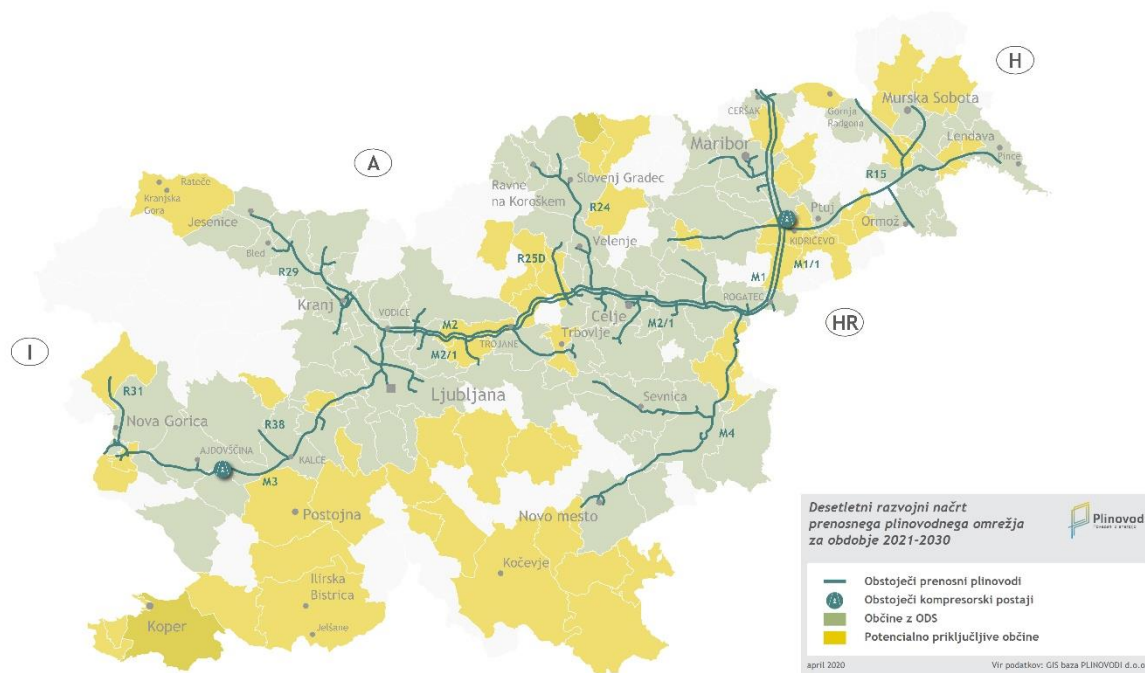 H
Murska Sobota
CERŠAK
Gornja
Radgona
Lendava
Pince
Maribor
A
R15
Ratače
Kranjska
Gora
Ravne
na Koroškem
Slovenj Gradec
R24
Ptuj
Ormož
Jesenice
Velenje
KIDRIČEVO
Bled
R25D
M1
M1/1
R29
Kranj
VODICE
ROGATEC
Celje
M2
M2/1
HR
M2/1
TROJANE
Trbovlje
I
R31
Ljubljana
Sevnica
Nova Gorica
R38
M4
AJDOVŠČINA
KALCE
M3
Postojna
Novo mesto
Kočevje
Ilirska
Bistrica
Koper
Jelšane
Desetletni razvojni načrt
prenosnega plinovodnega omrežja
za obdobje 2021-2030
Plinovod
Obstoječi prenosni plinovodi
Obstoječi kompresorski postaji
Občine z ODS
Potencialno priključljive občine
april 2020
Vir podatkov: GIS baza PLINOVODI d.o.o